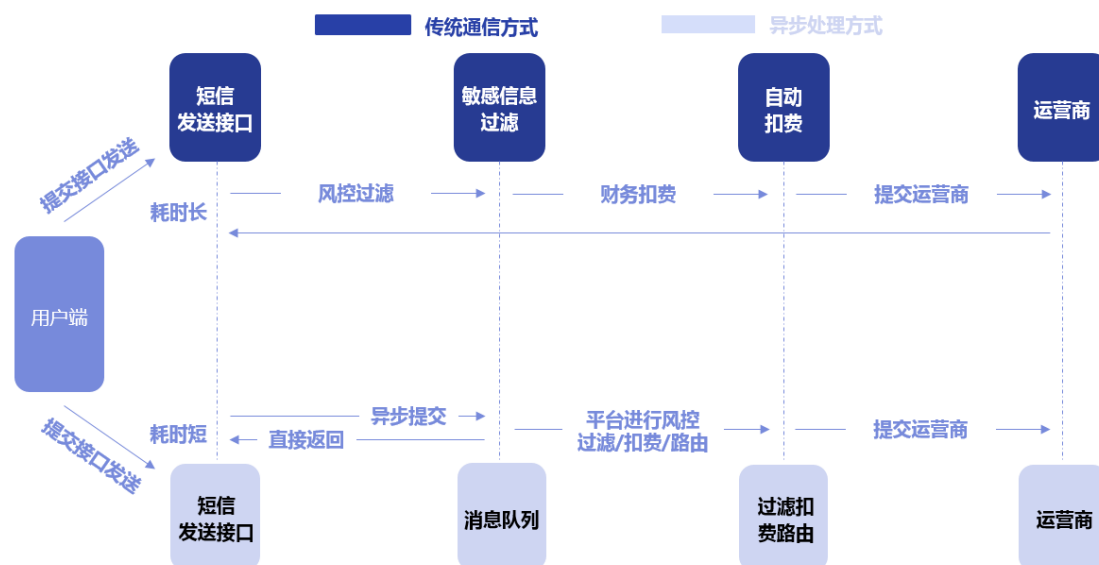 传统通信方式
异步处理方式
短信
发送接口
敏感信息
过滤
自动
扣费
运营商
提交接口发送
耗时长
风控过滤
财务扣费
提交运营商
用户端
提交接口发送
耗时短
异步提交
直接返回
平台进行风控
过滤/扣费/路由
提交运营商
短信
发送接口
消息队列
过滤扣
费路由
运营商